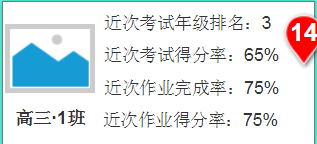 近次考试年级排名：3
14
近次考试得分率：65%
近次作业完成率：75%
高三·1班
近次作业得分率：75%